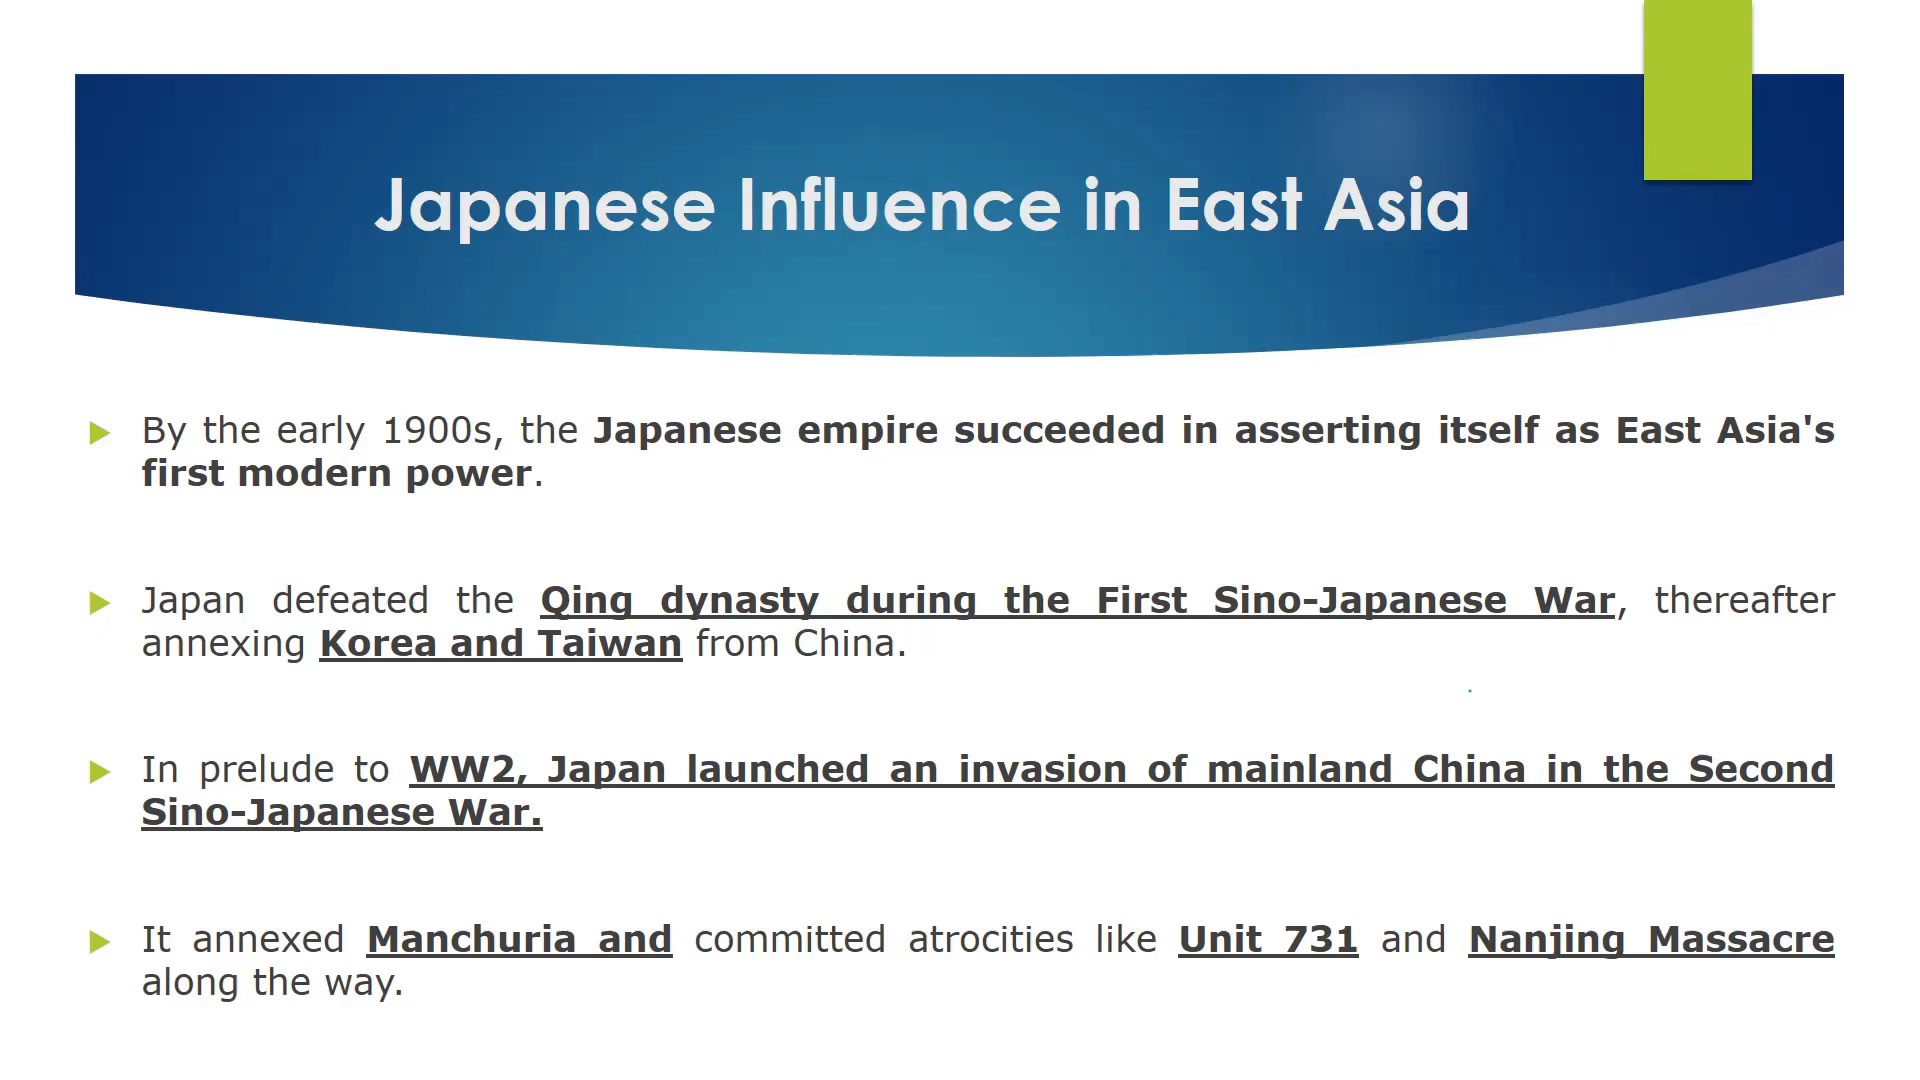 Japanese Influence in East Asia
By the early 1900s, the Japanese empire succeeded in asserting itself as East Asia's
first modern power.
Japan defeated the Qing dynasty during the First Sino-Japanese War, thereafter
annexing Korea and Taiwan from China.
In prelude to WW2, Japan launched an invasion of mainland China in the Second
Sino-Japanese War.
It annexed Manchuria and committed atrocities like Unit 731 and Nanjing Massacre
along the way.